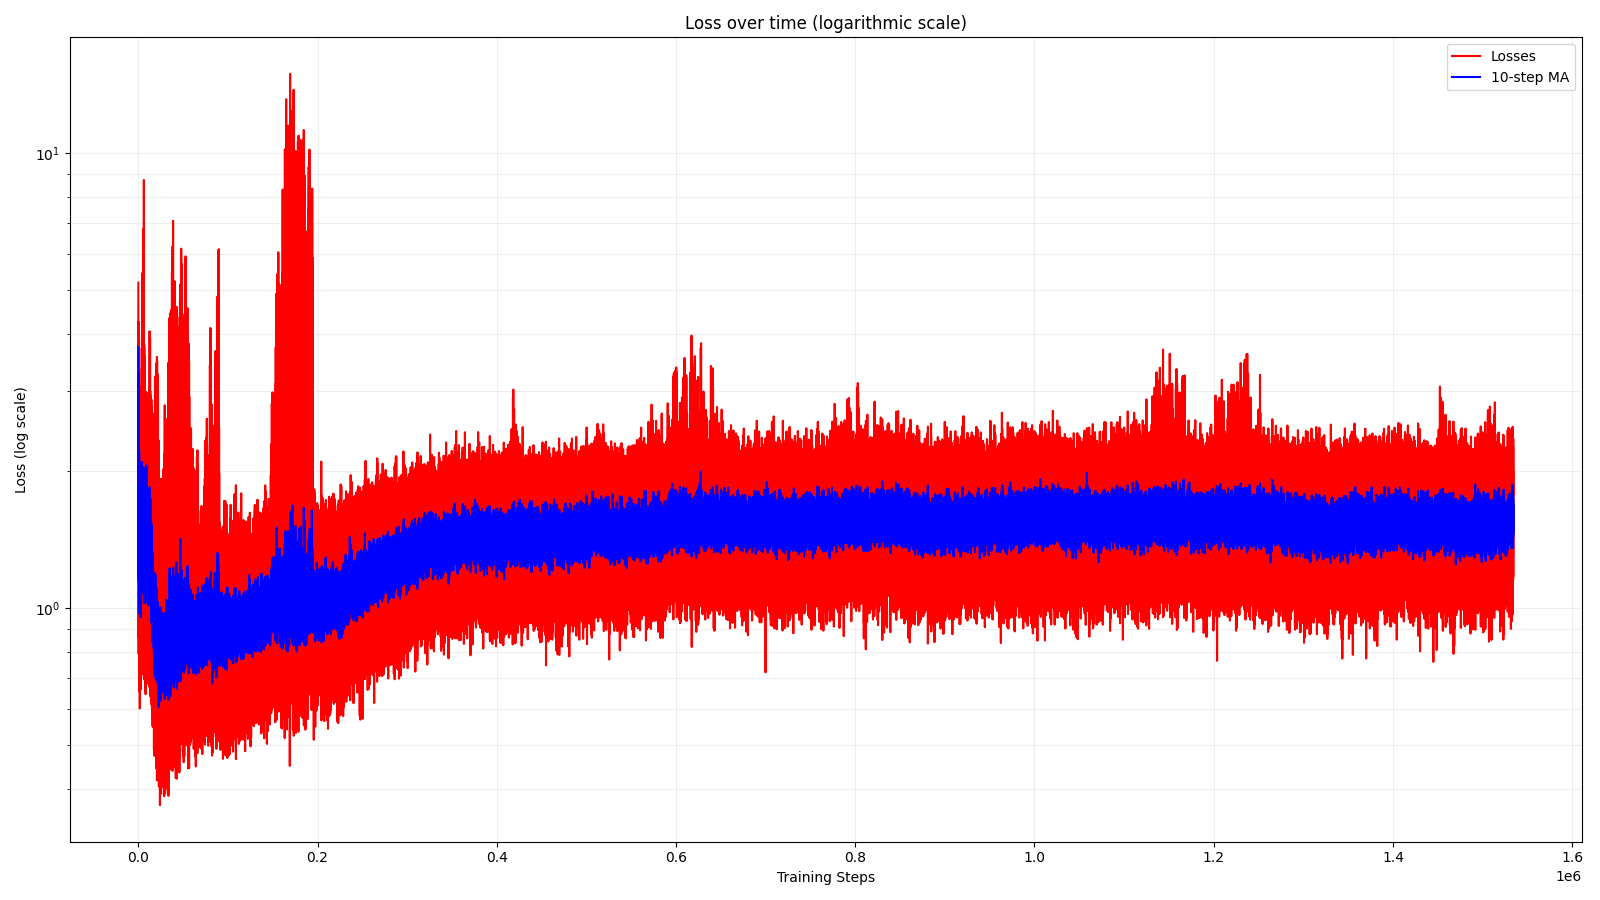 Loss over time (logarithmic scale)
Losses
10-step MA
10^1
10^0
Loss (log scale)
0.0 0.2 0.4 0.6 0.8 1.0 1.2 1.4 1.6
1e6
Training Steps